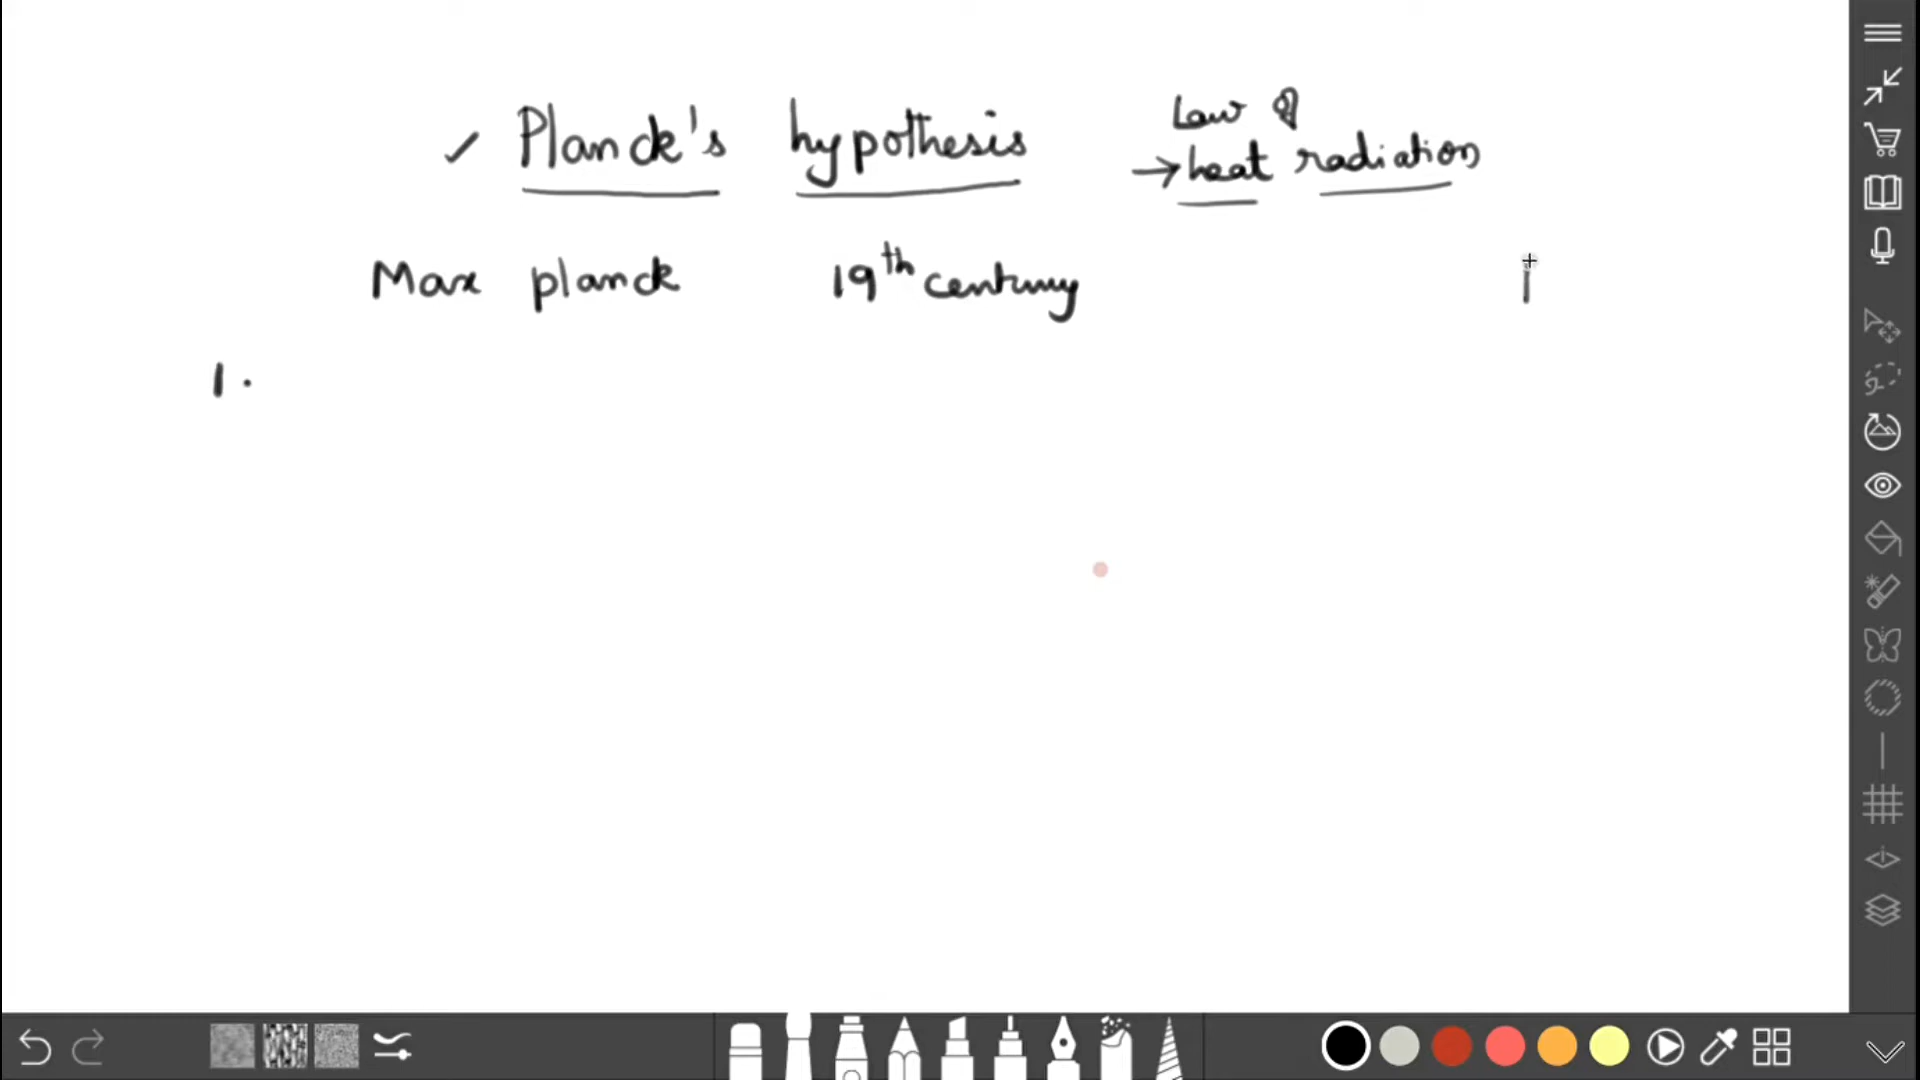 Planck's hypothesis
Law of
→ heat radiation
Max planck 19th century
1.